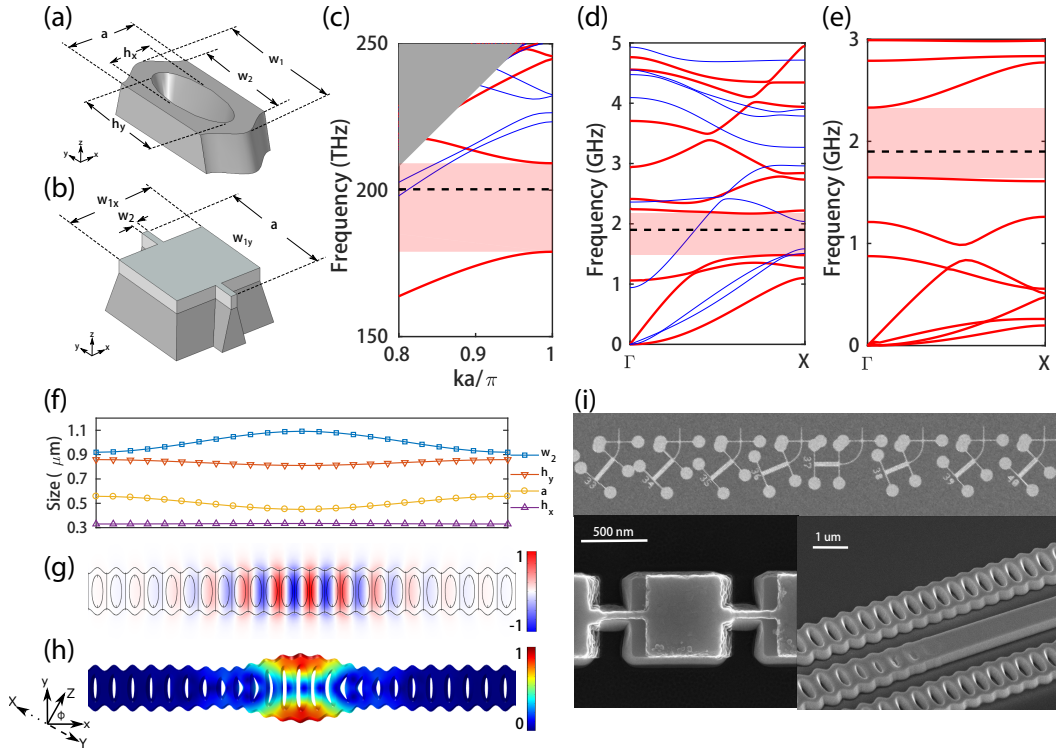 (a)
a
h_x
w_2
w_1
h_y
z
y
x
(b)
w_1x
w_2
a
w_1y
z
y
x
(c)
Frequency (THz)
250
200
150
0.8
0.9
1
ka/π
(d)
Frequency (GHz)
5
4
3
2
1
0
Γ
X
(e)
Frequency (GHz)
3
2
1
0
Γ
X
(f)
Size (μm)
1.1
0.9
0.7
0.5
0.3
w_2
h_y
a
h_x
(g)
1
-1
(h)
1
0
y
Z
X
ϕ
x
Y
(i)
33
34
35
36
37
38
39
40
500 nm
1 um